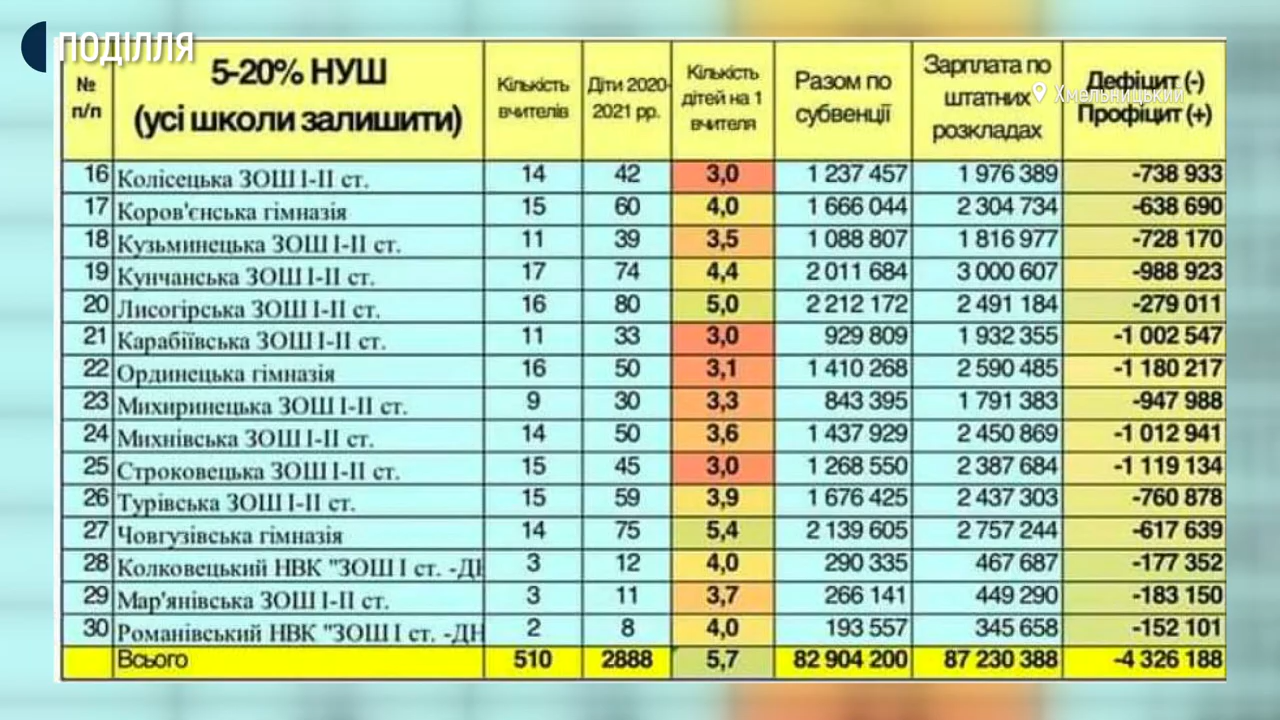 ПОДІЛЛЯ
Хмельницький
№ п/п 5-20% НУШ (усі школи залишити) Кількість вчителів Діти 2020-2021 рр. Кількість дітей на 1 вчителя Разом по субвенції Зарплата по штатних розкладах Дефіцит (-) Профіцит (+)
16 Колісецька ЗОШ І-ІІ ст. 14 42 3,0 1 237 457 1 976 389 -738 933
17 Коров'єнська гімназія 15 60 4,0 1 666 044 2 304 734 -638 690
18 Кузьминецька ЗОШ І-ІІ ст. 11 39 3,5 1 088 807 1 816 977 -728 170
19 Кунчанська ЗОШ І-ІІ ст. 17 74 4,4 2 011 684 3 000 607 -988 923
20 Лисогірська ЗОШ І-ІІ ст. 16 80 5,0 2 212 172 2 491 184 -279 011
21 Карабіївська ЗОШ І-ІІ ст. 11 33 3,0 929 809 1 932 355 -1 002 547
22 Ординецька гімназія 16 50 3,1 1 410 268 2 590 485 -1 180 217
23 Михиринецька ЗОШ І-ІІ ст. 9 30 3,3 843 395 1 791 383 -947 988
24 Михнівська ЗОШ І-ІІ ст. 14 50 3,6 1 437 929 2 450 869 -1 012 941
25 Строковецька ЗОШ І-ІІ ст. 15 45 3,0 1 268 550 2 387 684 -1 119 134
26 Турівська ЗОШ І-ІІ ст. 15 59 3,9 1 676 425 2 437 303 -760 878
27 Човгузівська гімназія 14 75 5,4 2 139 605 2 757 244 -617 639
28 Колковецький НВК "ЗОШ І ст. -ДН 3 12 4,0 290 335 467 687 -177 352
29 Мар'янівська ЗОШ І-ІІ ст. 3 11 3,7 266 141 449 290 -183 150
30 Романівський НВК "ЗОШ І ст. -ДН 2 8 4,0 193 557 345 658 -152 101
Всього 510 2888 5,7 82 904 200 87 230 388 -4 326 188